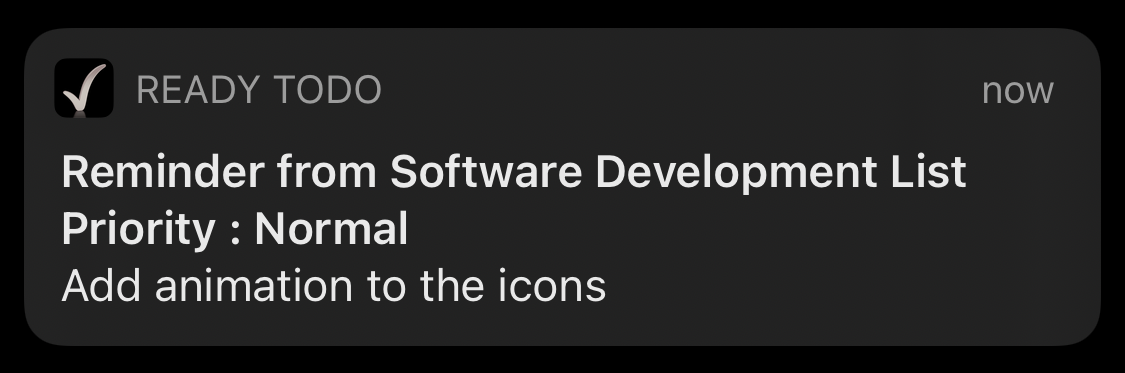 READY TODO
now
Reminder from Software Development List
Priority : Normal
Add animation to the icons